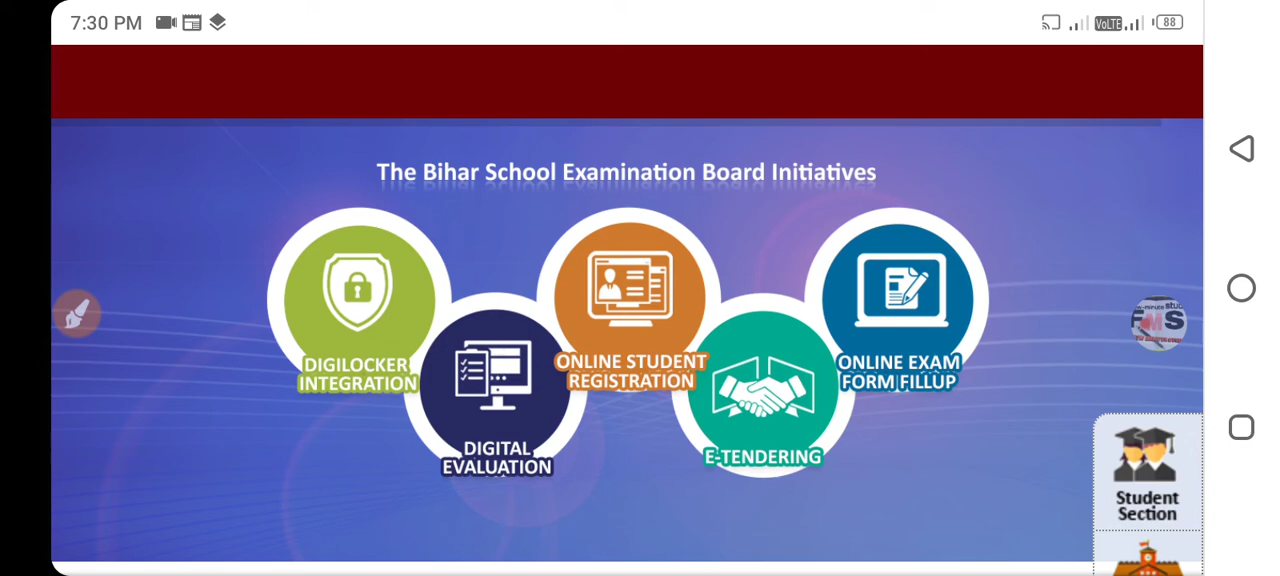 7:30 PM
VoLTE
88
The Bihar School Examination Board Initiatives
DIGILOCKER
INTEGRATION
DIGITAL
EVALUATION
ONLINE STUDENT
REGISTRATION
E-TENDERING
ONLINE EXAM
FORM FILLUP
FMS
Student
Section